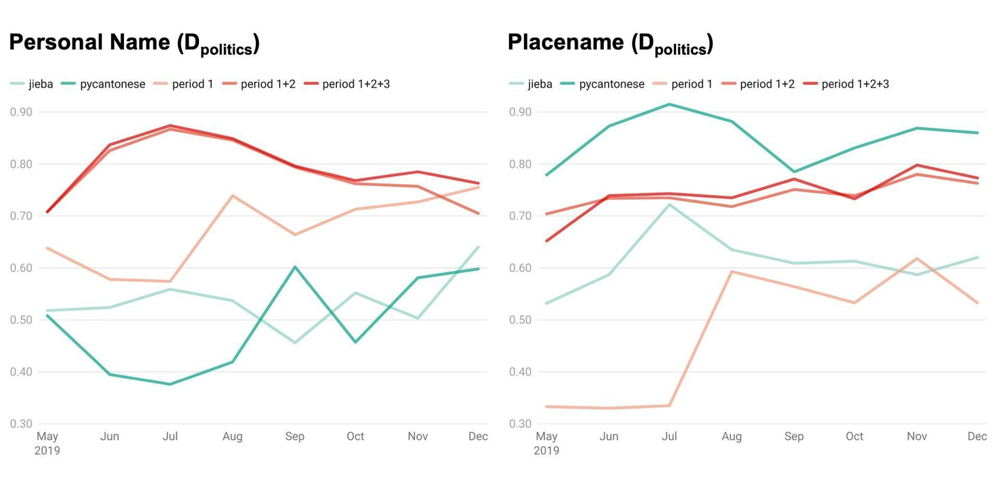 Personal Name (Dpolitics)
jieba pycantonese period 1 period 1+2 period 1+2+3
0.90
0.80
0.70
0.60
0.50
0.40
0.30
May Jun Jul Aug Sep Oct Nov Dec
2019
Placename (Dpolitics)
jieba pycantonese period 1 period 1+2 period 1+2+3
0.90
0.80
0.70
0.60
0.50
0.40
0.30
May Jun Jul Aug Sep Oct Nov Dec
2019